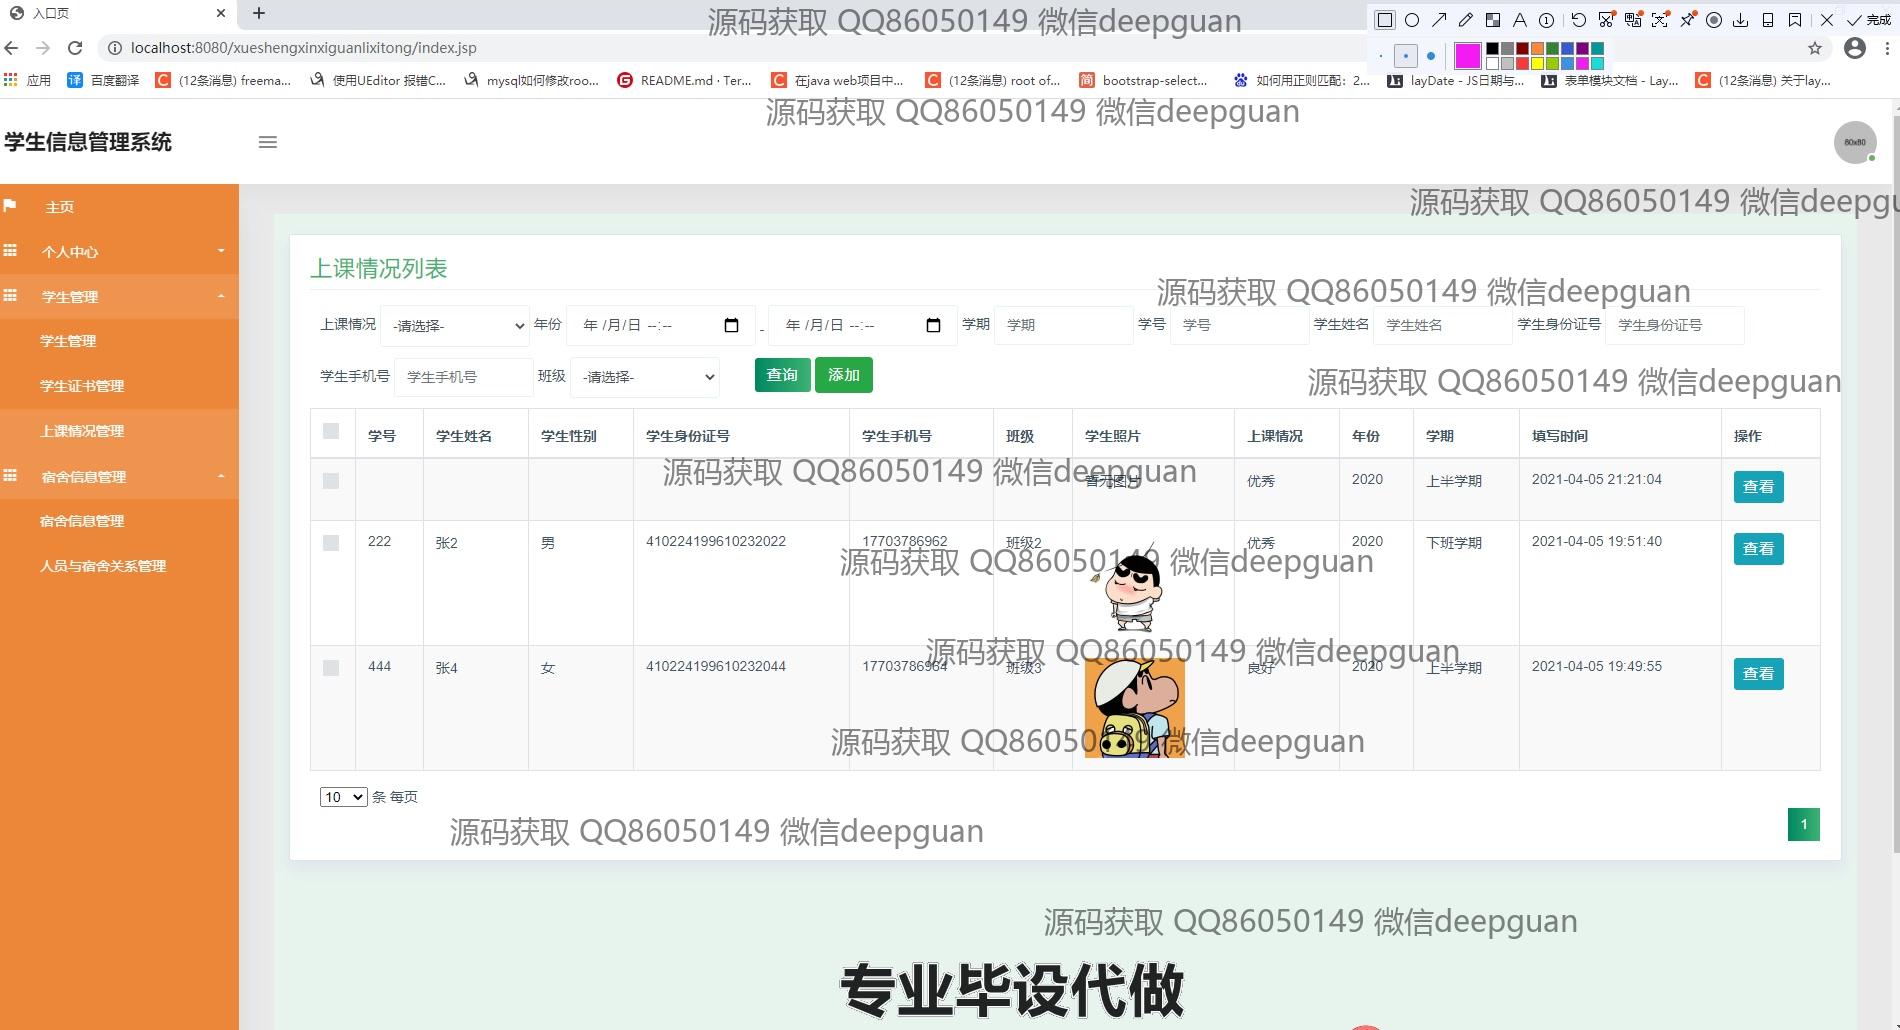 入口页
源码获取 QQ86050149 微信deepguan
完成
localhost:8080/xueshengxinxiguanlixitong/index.jsp
应用 百度翻译 (12条消息) freema... 使用UEditor 报错C... mysql如何修改roo... README.md · Ter... 在java web项目中... (12条消息) root of... bootstrap-select... 如何用正则匹配：2... layDate - JS日期与... 表单模块文档 - Lay... (12条消息) 关于lay...
源码获取 QQ86050149 微信deepguan
学生信息管理系统
80x80
源码获取 QQ86050149 微信deepgu
主页
个人中心
学生管理
学生管理
学生证书管理
上课情况管理
宿舍信息管理
宿舍信息管理
人员与宿舍关系管理
上课情况列表
源码获取 QQ86050149 微信deepguan
上课情况 -请选择- 年份 年 /月/日 --:-- - 年 /月/日 --:-- 学期 学期 学号 学号 学生姓名 学生姓名 学生身份证号 学生身份证号
学生手机号 学生手机号 班级 -请选择- 查询 添加
源码获取 QQ86050149 微信deepguan
学号 学生姓名 学生性别 学生身份证号 学生手机号 班级 学生照片 上课情况 年份 学期 填写时间 操作
源码获取 QQ86050149 微信deepguan
暂无图片 优秀 2020 上半学期 2021-04-05 21:21:04 查看
222 张2 男 410224199610232022 17703786962 班级2 优秀 2020 下班学期 2021-04-05 19:51:40 查看
源码获取 QQ86050149 微信deepguan
源码获取 QQ86050149 微信deepguan
444 张4 女 410224199610232044 17703786964 班级3 良好 2020 上半学期 2021-04-05 19:49:55 查看
源码获取 QQ86050149 微信deepguan
10 条 每页
1
源码获取 QQ86050149 微信deepguan
源码获取 QQ86050149 微信deepguan
专业毕设代做